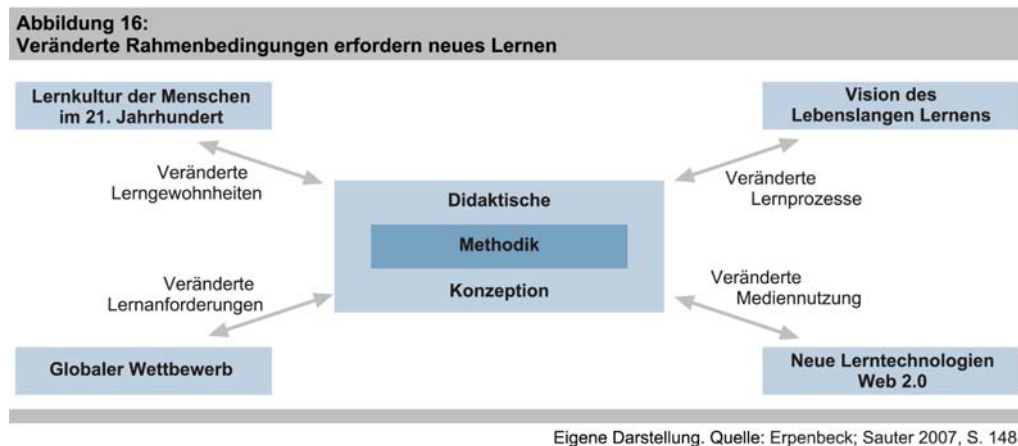 Abbildung 16:
Veränderte Rahmenbedingungen erfordern neues Lernen
Lernkultur der Menschen
im 21. Jahrhundert
Vision des
Lebenslangen Lernens
Veränderte
Lerngewohnheiten
Veränderte
Lernprozesse
Didaktische
Methodik
Konzeption
Veränderte
Lernanforderungen
Veränderte
Mediennutzung
Globaler Wettbewerb
Neue Lerntechnologien
Web 2.0
Eigene Darstellung. Quelle: Erpenbeck; Sauter 2007, S. 148